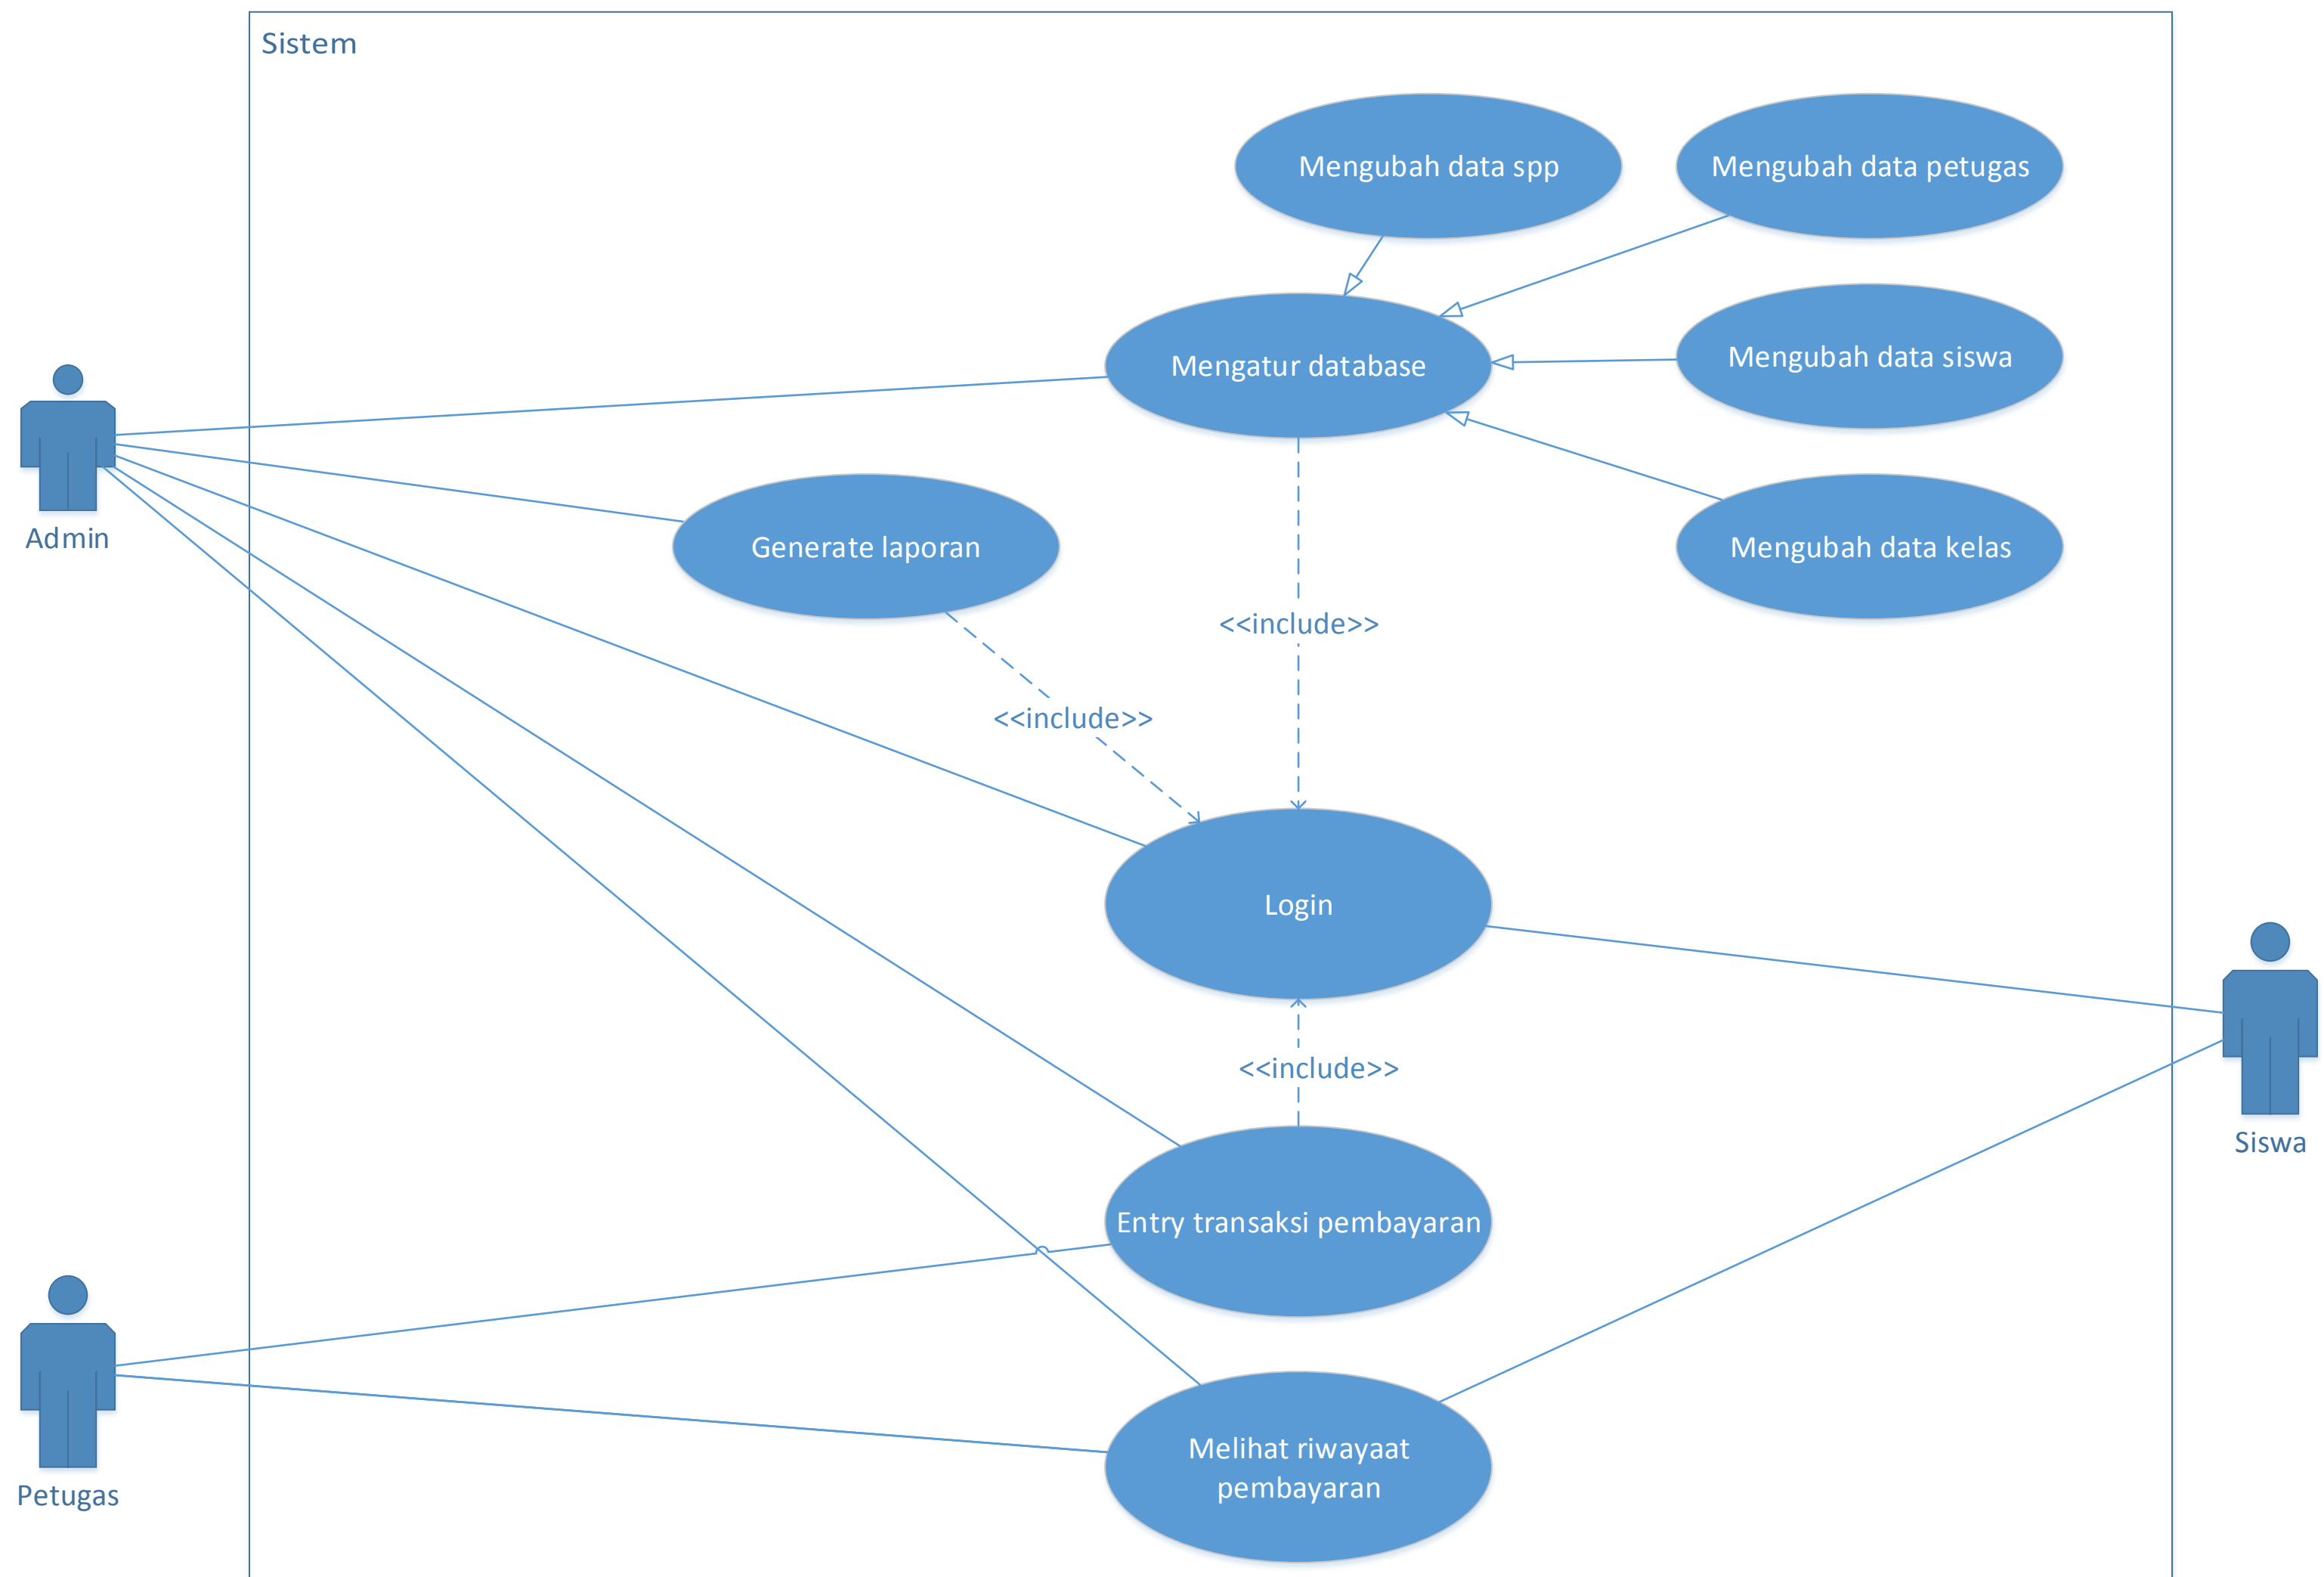 Sistem
Mengubah data spp
Mengubah data petugas
Mengatur database
Mengubah data siswa
Admin
Generate laporan
Mengubah data kelas
<<include>>
<<include>>
Login
<<include>>
Siswa
Entry transaksi pembayaran
Melihat riwayaat
pembayaran
Petugas